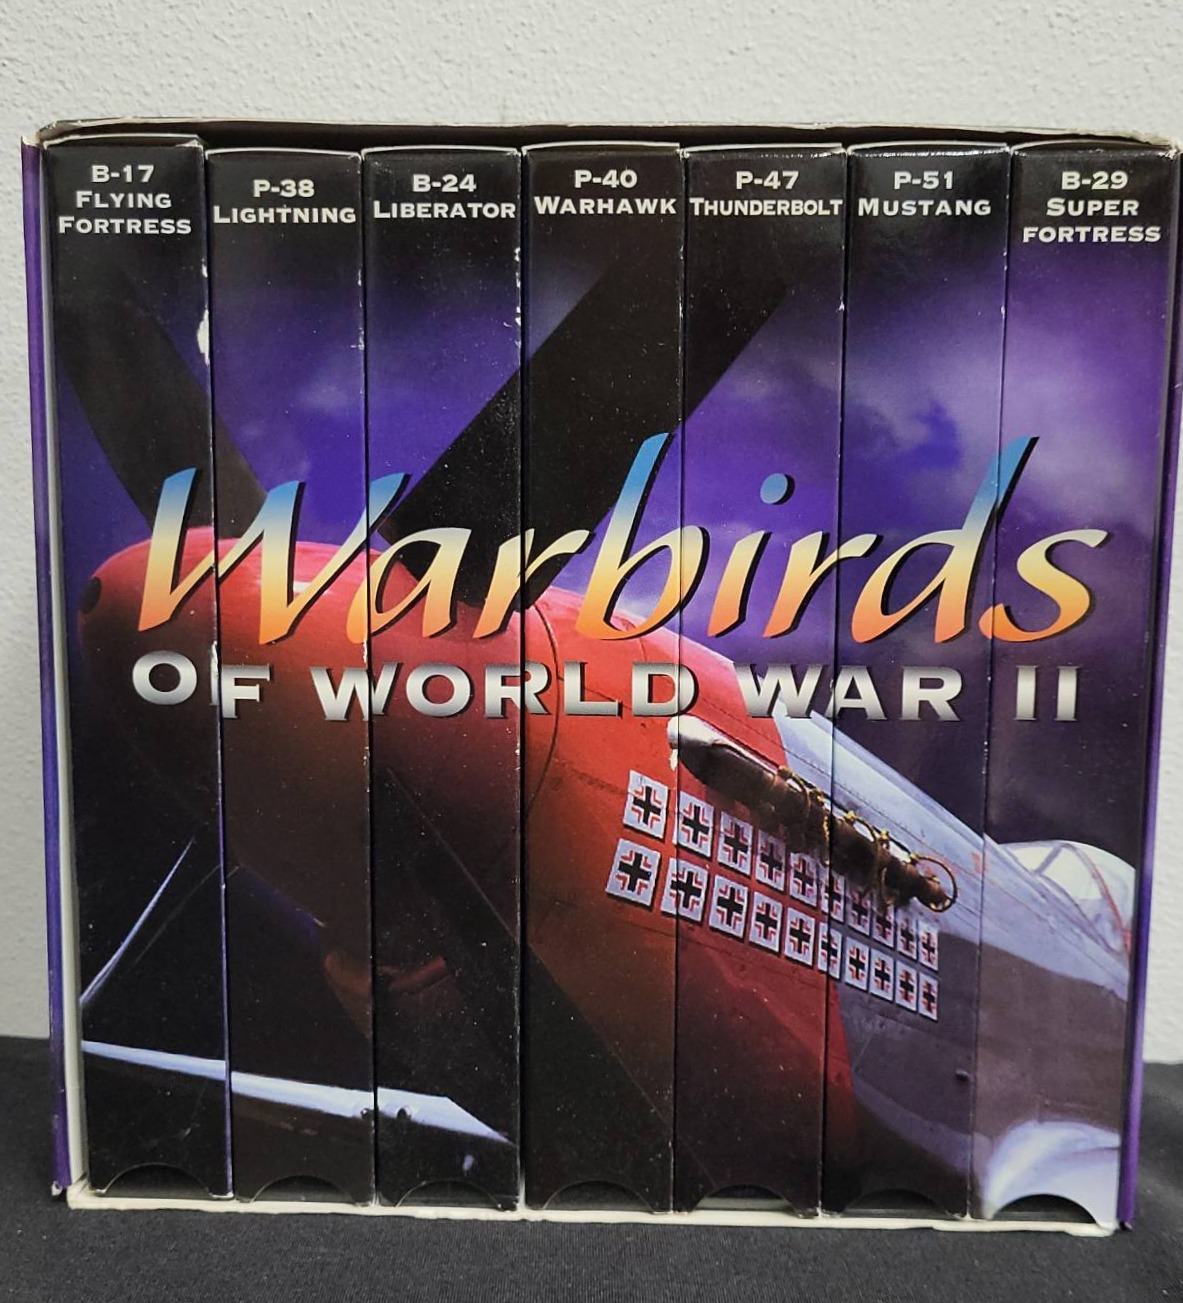 B-17
FLYING
FORTRESS
P-38
LIGHTNING
B-24
LIBERATOR
P-40
WARHAWK
P-47
THUNDERBOLT
P-51
MUSTANG
B-29
SUPER
FORTRESS
Warbirds
OF WORLD WAR II